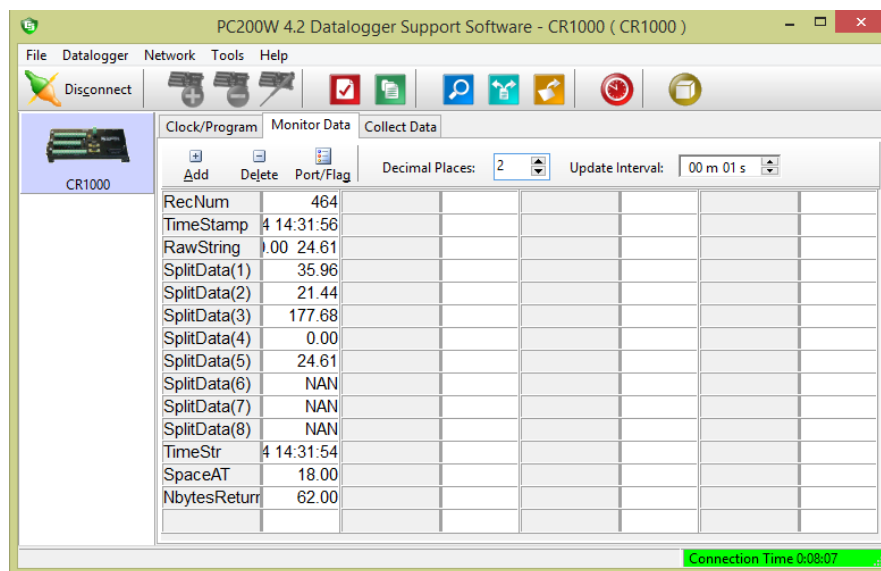 PC200W 4.2 Datalogger Support Software - CR1000 ( CR1000 )
File Datalogger Network Tools Help
Disconnect
Clock/Program Monitor Data Collect Data
Add Delete Port/Flag Decimal Places: 2 Update Interval: 00 m 01 s
CR1000
RecNum 464
TimeStamp 4 14:31:56
RawString .00 24.61
SplitData(1) 35.96
SplitData(2) 21.44
SplitData(3) 177.68
SplitData(4) 0.00
SplitData(5) 24.61
SplitData(6) NAN
SplitData(7) NAN
SplitData(8) NAN
TimeStr 4 14:31:54
SpaceAT 18.00
NbytesReturr 62.00
Connection Time 0:08:07